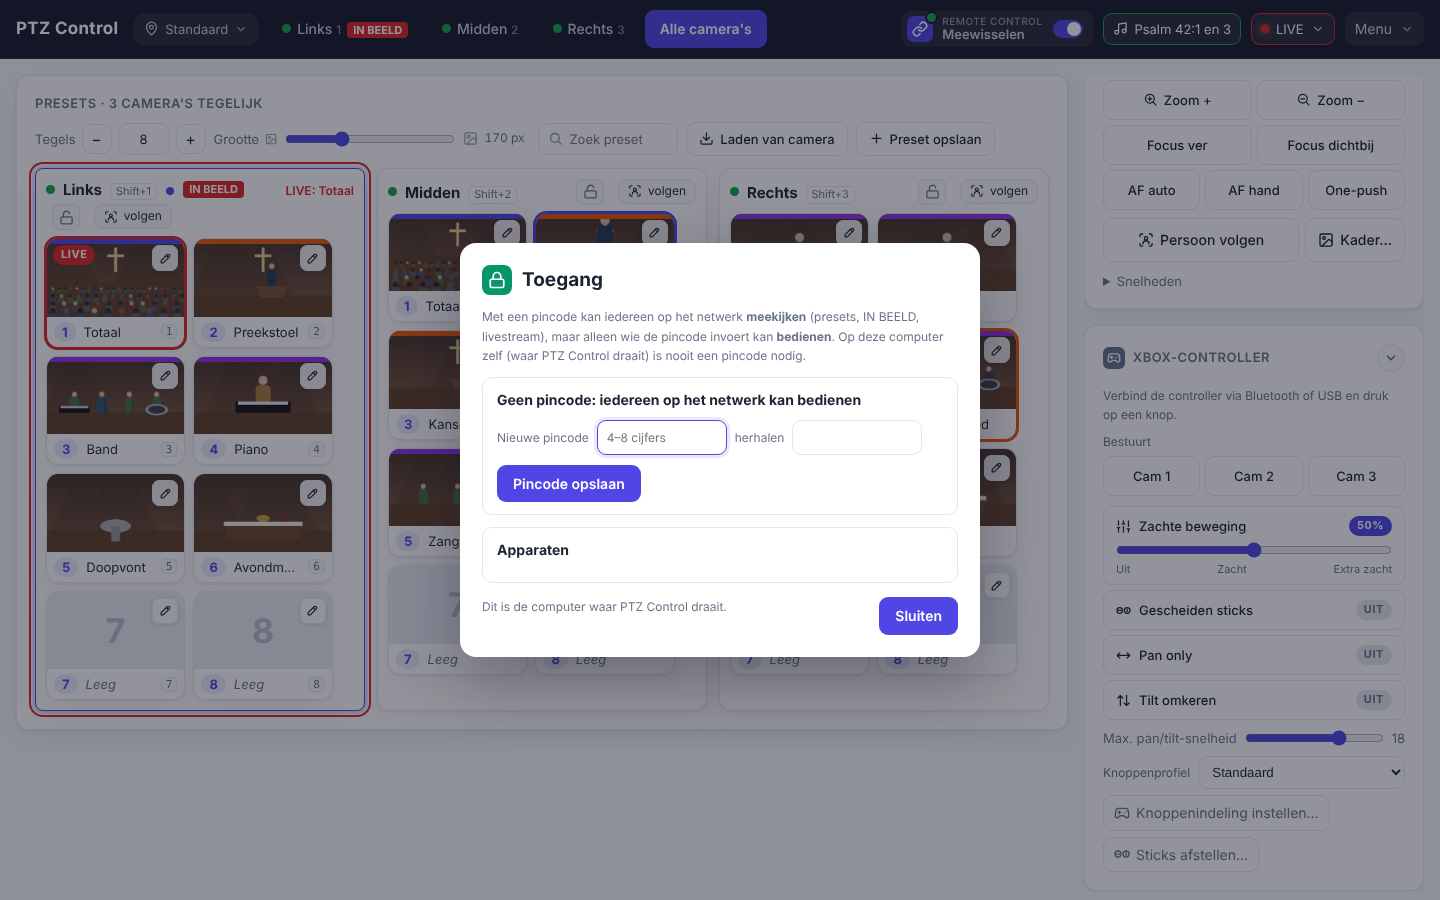 PTZ Control
Standaard
Links 1 IN BEELD
Midden 2
Rechts 3
Alle camera's
REMOTE CONTROL
Meewisselen
Psalm 42:1 en 3
LIVE
Menu
PRESETS · 3 CAMERA'S TEGELIJK
Tegels − 8 + Grootte 170 px
Zoek preset
Laden van camera
+ Preset opslaan
Links Shift+1 IN BEELD LIVE: Totaal
volgen
LIVE
1 Totaal 1
2 Preekstoel 2
3 Band 3
4 Piano 4
5 Doopvont 5
6 Avondm... 6
7
8
7 Leeg 7
8 Leeg 8
Midden Shift+2 volgen
1
3
5
7 Leeg
8 Leeg
Rechts Shift+3 volgen
7 Leeg
8 Leeg
Toegang
Met een pincode kan iedereen op het netwerk meekijken (presets, IN BEELD,
livestream), maar alleen wie de pincode invoert kan bedienen. Op deze computer
zelf (waar PTZ Control draait) is nooit een pincode nodig.
Geen pincode: iedereen op het netwerk kan bedienen
Nieuwe pincode 4–8 cijfers herhalen
Pincode opslaan
Apparaten
Dit is de computer waar PTZ Control draait.
Sluiten
Zoom +
Zoom −
Focus ver
Focus dichtbij
AF auto
AF hand
One-push
Persoon volgen
Kader...
Snelheden
XBOX-CONTROLLER
Verbind de controller via Bluetooth of USB en druk
op een knop.
Bestuurt
Cam 1
Cam 2
Cam 3
Zachte beweging 50%
Uit Zacht Extra zacht
Gescheiden sticks UIT
Pan only UIT
Tilt omkeren UIT
Max. pan/tilt-snelheid 18
Knoppenprofiel Standaard
Knoppenindeling instellen...
Sticks afstellen...